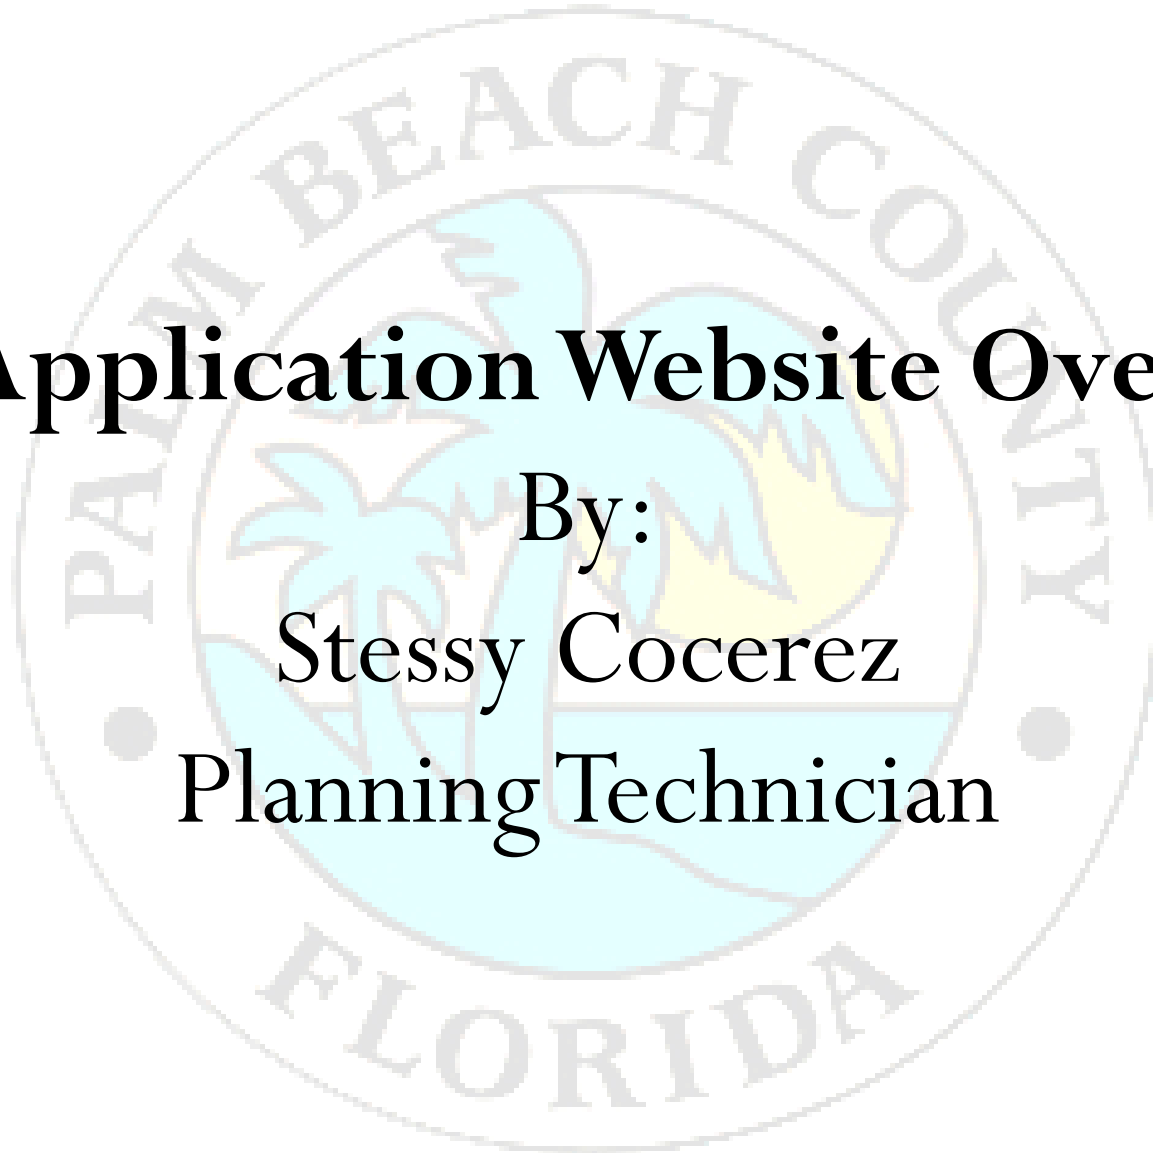 PALM BEACH COUNTY
Application Website Ove
By:
Stessy Cocerez
Planning Technician
FLORIDA